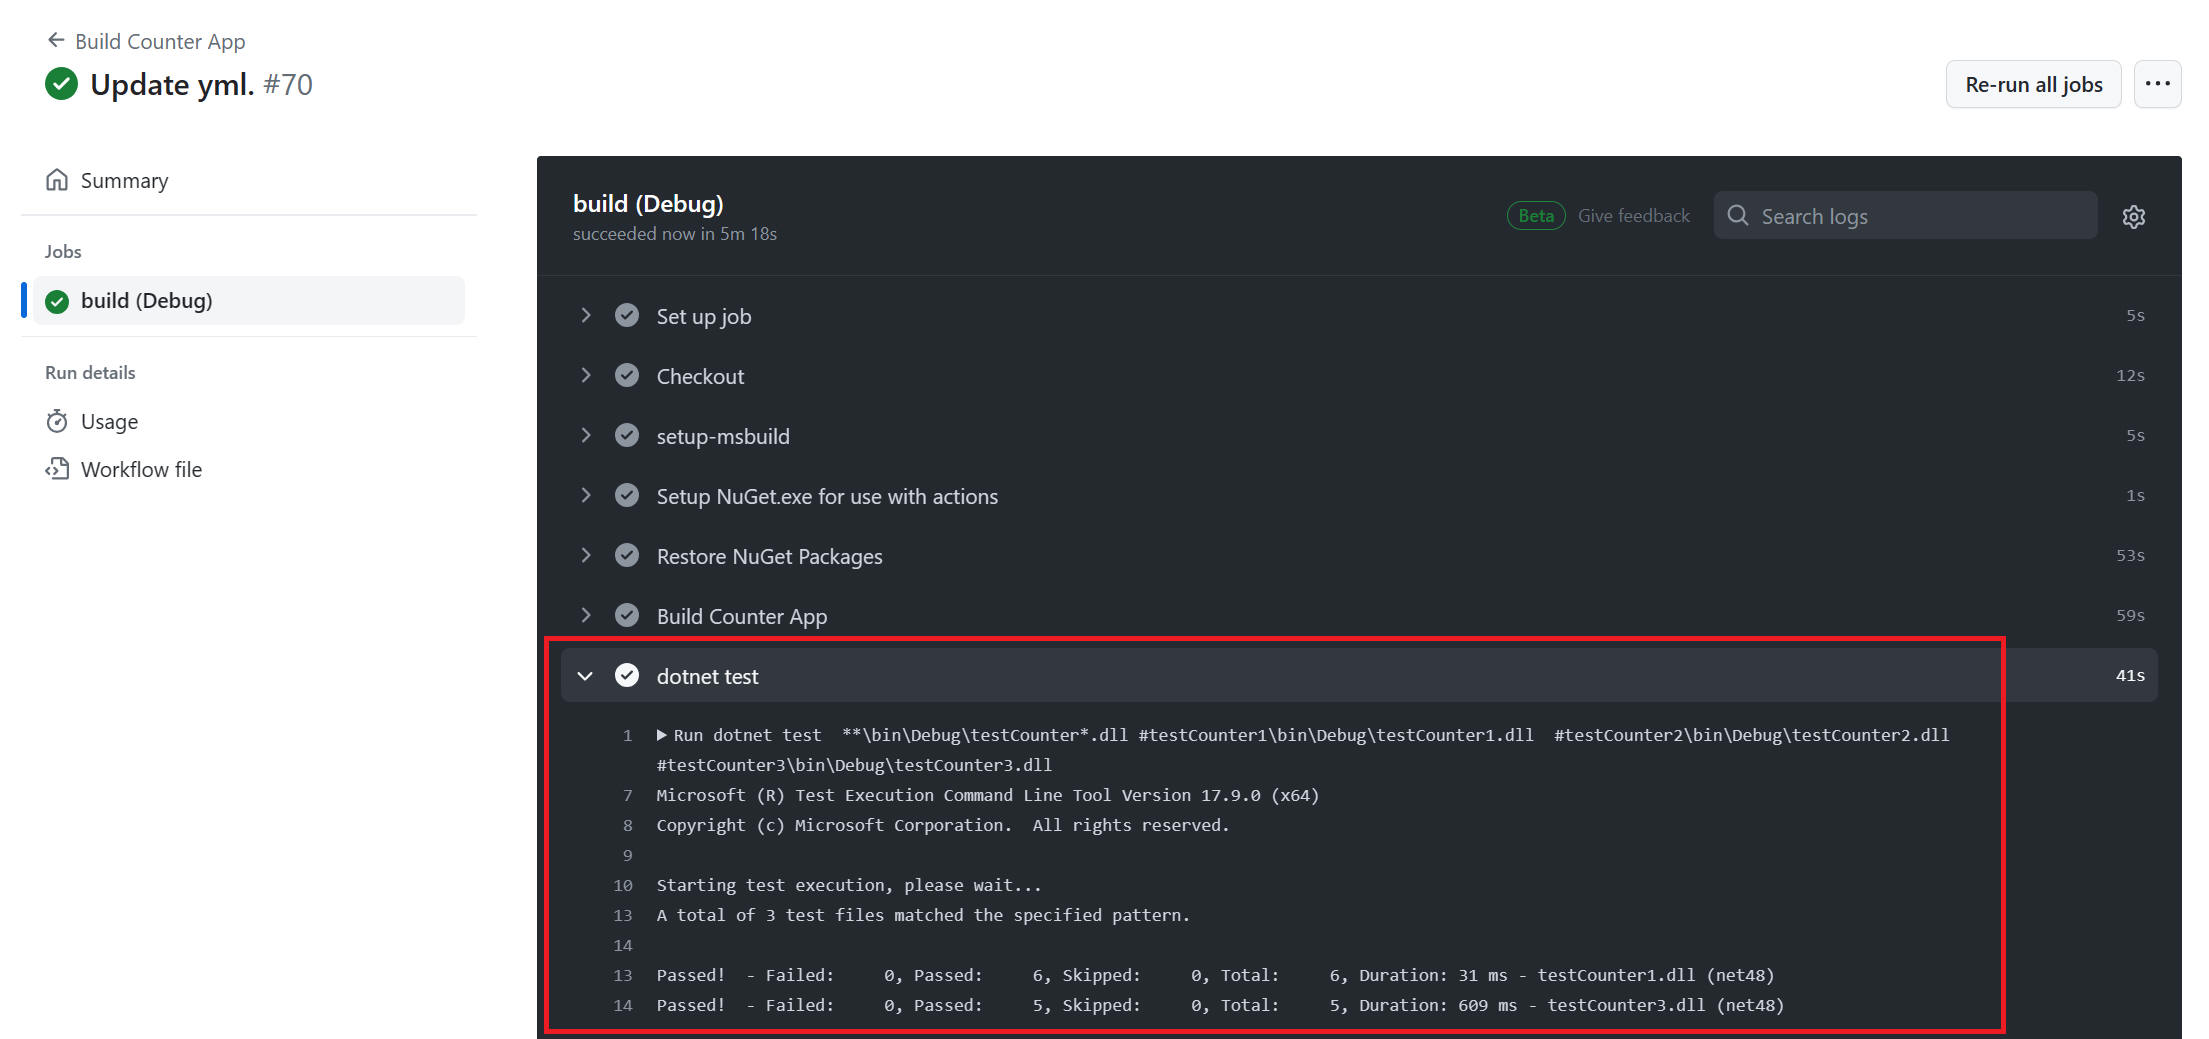 Build Counter App
Update yml. #70
Re-run all jobs
Summary
Jobs
build (Debug)
Run details
Usage
Workflow file
build (Debug)
succeeded now in 5m 18s
Beta
Give feedback
Search logs
Set up job 5s
Checkout 12s
setup-msbuild 5s
Setup NuGet.exe for use with actions 1s
Restore NuGet Packages 53s
Build Counter App 59s
dotnet test 41s
1 Run dotnet test  **\bin\Debug\testCounter*.dll #testCounter1\bin\Debug\testCounter1.dll  #testCounter2\bin\Debug\testCounter2.dll
#testCounter3\bin\Debug\testCounter3.dll
7 Microsoft (R) Test Execution Command Line Tool Version 17.9.0 (x64)
8 Copyright (c) Microsoft Corporation.  All rights reserved.
9
10 Starting test execution, please wait...
13 A total of 3 test files matched the specified pattern.
14
13 Passed!  - Failed:     0, Passed:     6, Skipped:     0, Total:     6, Duration: 31 ms - testCounter1.dll (net48)
14 Passed!  - Failed:     0, Passed:     5, Skipped:     0, Total:     5, Duration: 609 ms - testCounter3.dll (net48)